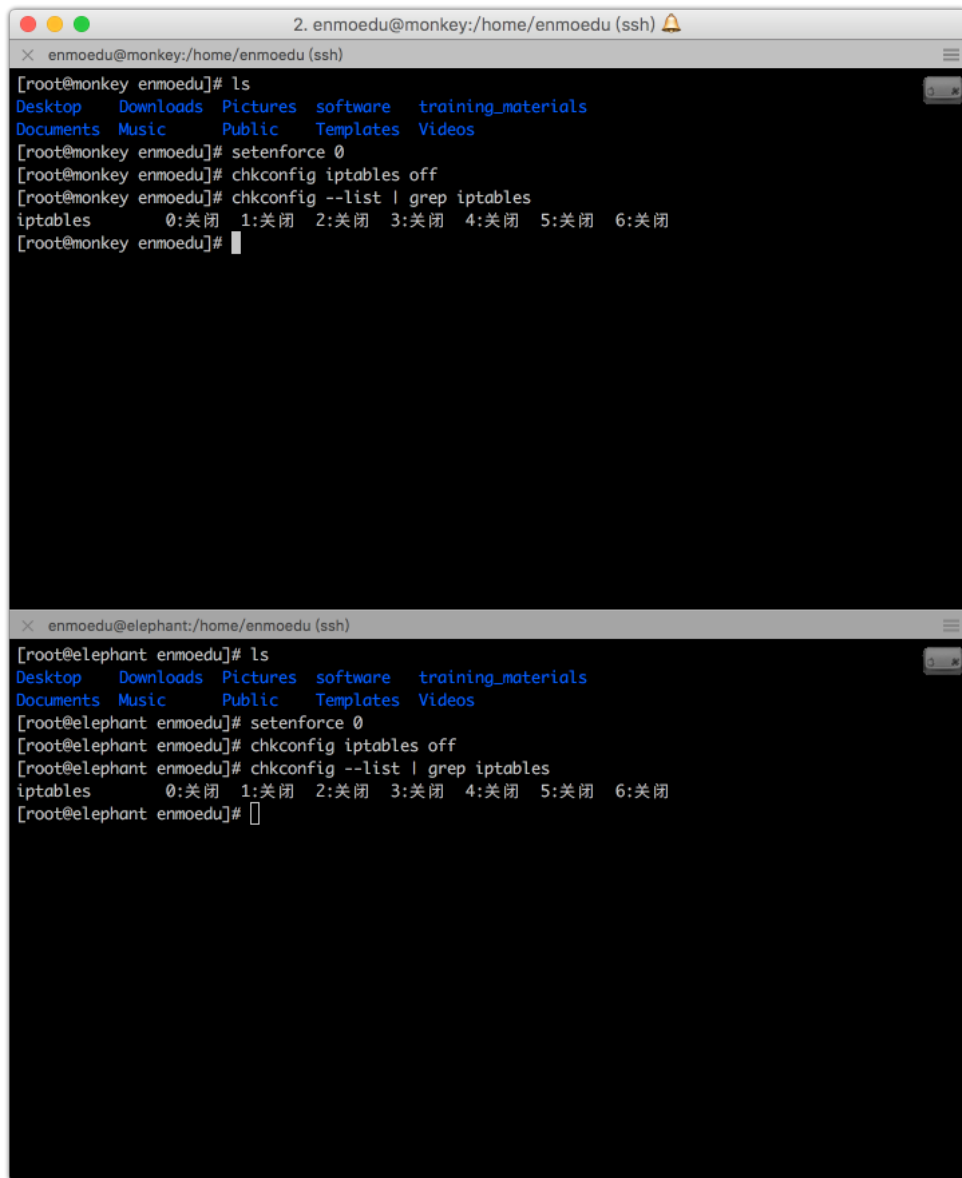 2. enmoedu@monkey:/home/enmoedu (ssh)
enmoedu@monkey:/home/enmoedu (ssh)
[root@monkey enmoedu]# ls
Desktop    Downloads  Pictures  software   training_materials
Documents  Music      Public    Templates  Videos
[root@monkey enmoedu]# setenforce 0
[root@monkey enmoedu]# chkconfig iptables off
[root@monkey enmoedu]# chkconfig --list | grep iptables
iptables        0:关闭  1:关闭  2:关闭  3:关闭  4:关闭  5:关闭  6:关闭
[root@monkey enmoedu]#
enmoedu@elephant:/home/enmoedu (ssh)
[root@elephant enmoedu]# ls
Desktop    Downloads  Pictures  software   training_materials
Documents  Music      Public    Templates  Videos
[root@elephant enmoedu]# setenforce 0
[root@elephant enmoedu]# chkconfig iptables off
[root@elephant enmoedu]# chkconfig --list | grep iptables
iptables        0:关闭  1:关闭  2:关闭  3:关闭  4:关闭  5:关闭  6:关闭
[root@elephant enmoedu]#